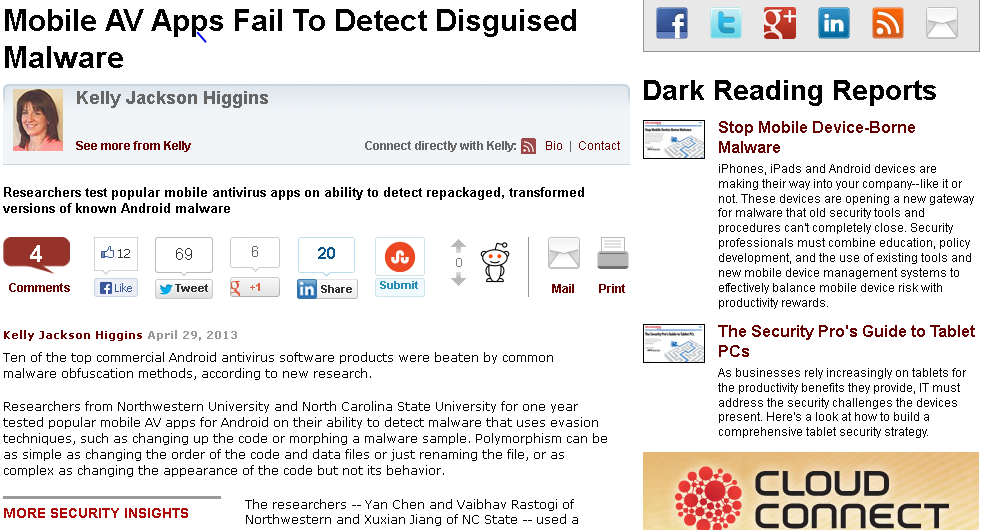 Mobile AV Apps Fail To Detect Disguised
Malware
Kelly Jackson Higgins
See more from Kelly
Connect directly with Kelly: Bio | Contact
Researchers test popular mobile antivirus apps on ability to detect repackaged, transformed
versions of known Android malware
4
Comments
12
Like
69
Tweet
6
+1
20
Share
Submit
0
Mail
Print
Kelly Jackson Higgins April 29, 2013
Ten of the top commercial Android antivirus software products were beaten by common
malware obfuscation methods, according to new research.
Researchers from Northwestern University and North Carolina State University for one year
tested popular mobile AV apps for Android on their ability to detect malware that uses evasion
techniques, such as changing up the code or morphing a malware sample. Polymorphism can be
as simple as changing the order of the code and data files or just renaming the file, or as
complex as changing the appearance of the code but not its behavior.
MORE SECURITY INSIGHTS
The researchers -- Yan Chen and Vaibhav Rastogi of
Northwestern and Xuxian Jiang of NC State -- used a
Dark Reading Reports
Stop Mobile Device-Borne
Malware
iPhones, iPads and Android devices are
making their way into your company--like it or
not. These devices are opening a new gateway
for malware that old security tools and
procedures can't completely close. Security
professionals must combine education, policy
development, and the use of existing tools and
new mobile device management systems to
effectively balance mobile device risk with
productivity rewards.
The Security Pro's Guide to Tablet
PCs
As businesses rely increasingly on tablets for
the productivity benefits they provide, IT must
address the security challenges the devices
present. Here's a look at how to build a
comprehensive tablet security strategy.
CLOUD
CONNECT